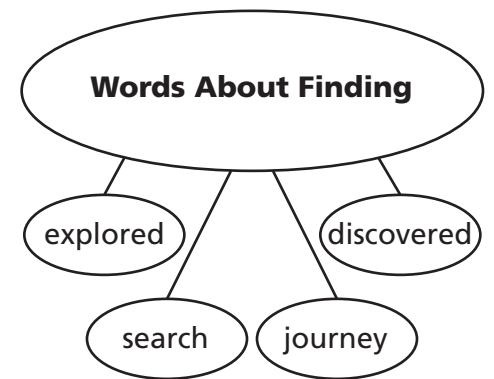 Words About Finding
explored
discovered
search
journey